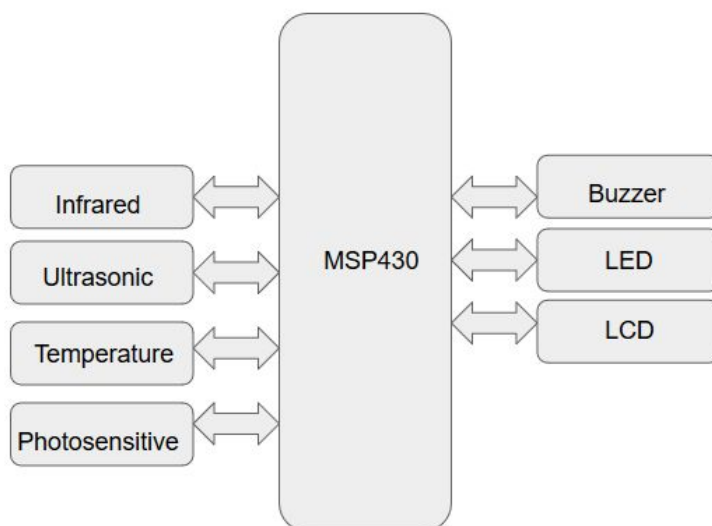 Infrared
Ultrasonic
Temperature
Photosensitive
MSP430
Buzzer
LED
LCD